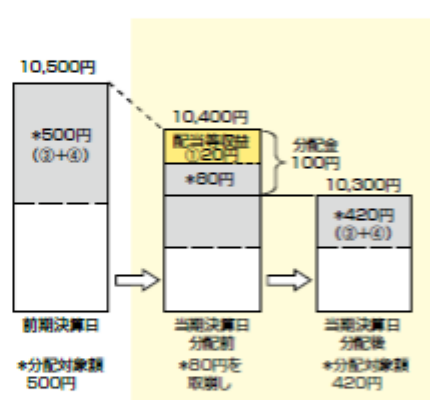 10,500円
*500円
(③+④)
10,400円
配当等収益
①20円
*80円
分配金
100円
10,300円
*420円
(③+④)
前期決算日
当期決算日
分配前
当期決算日
分配後
*分配対象額
500円
*80円を
取崩し
*分配対象額
420円